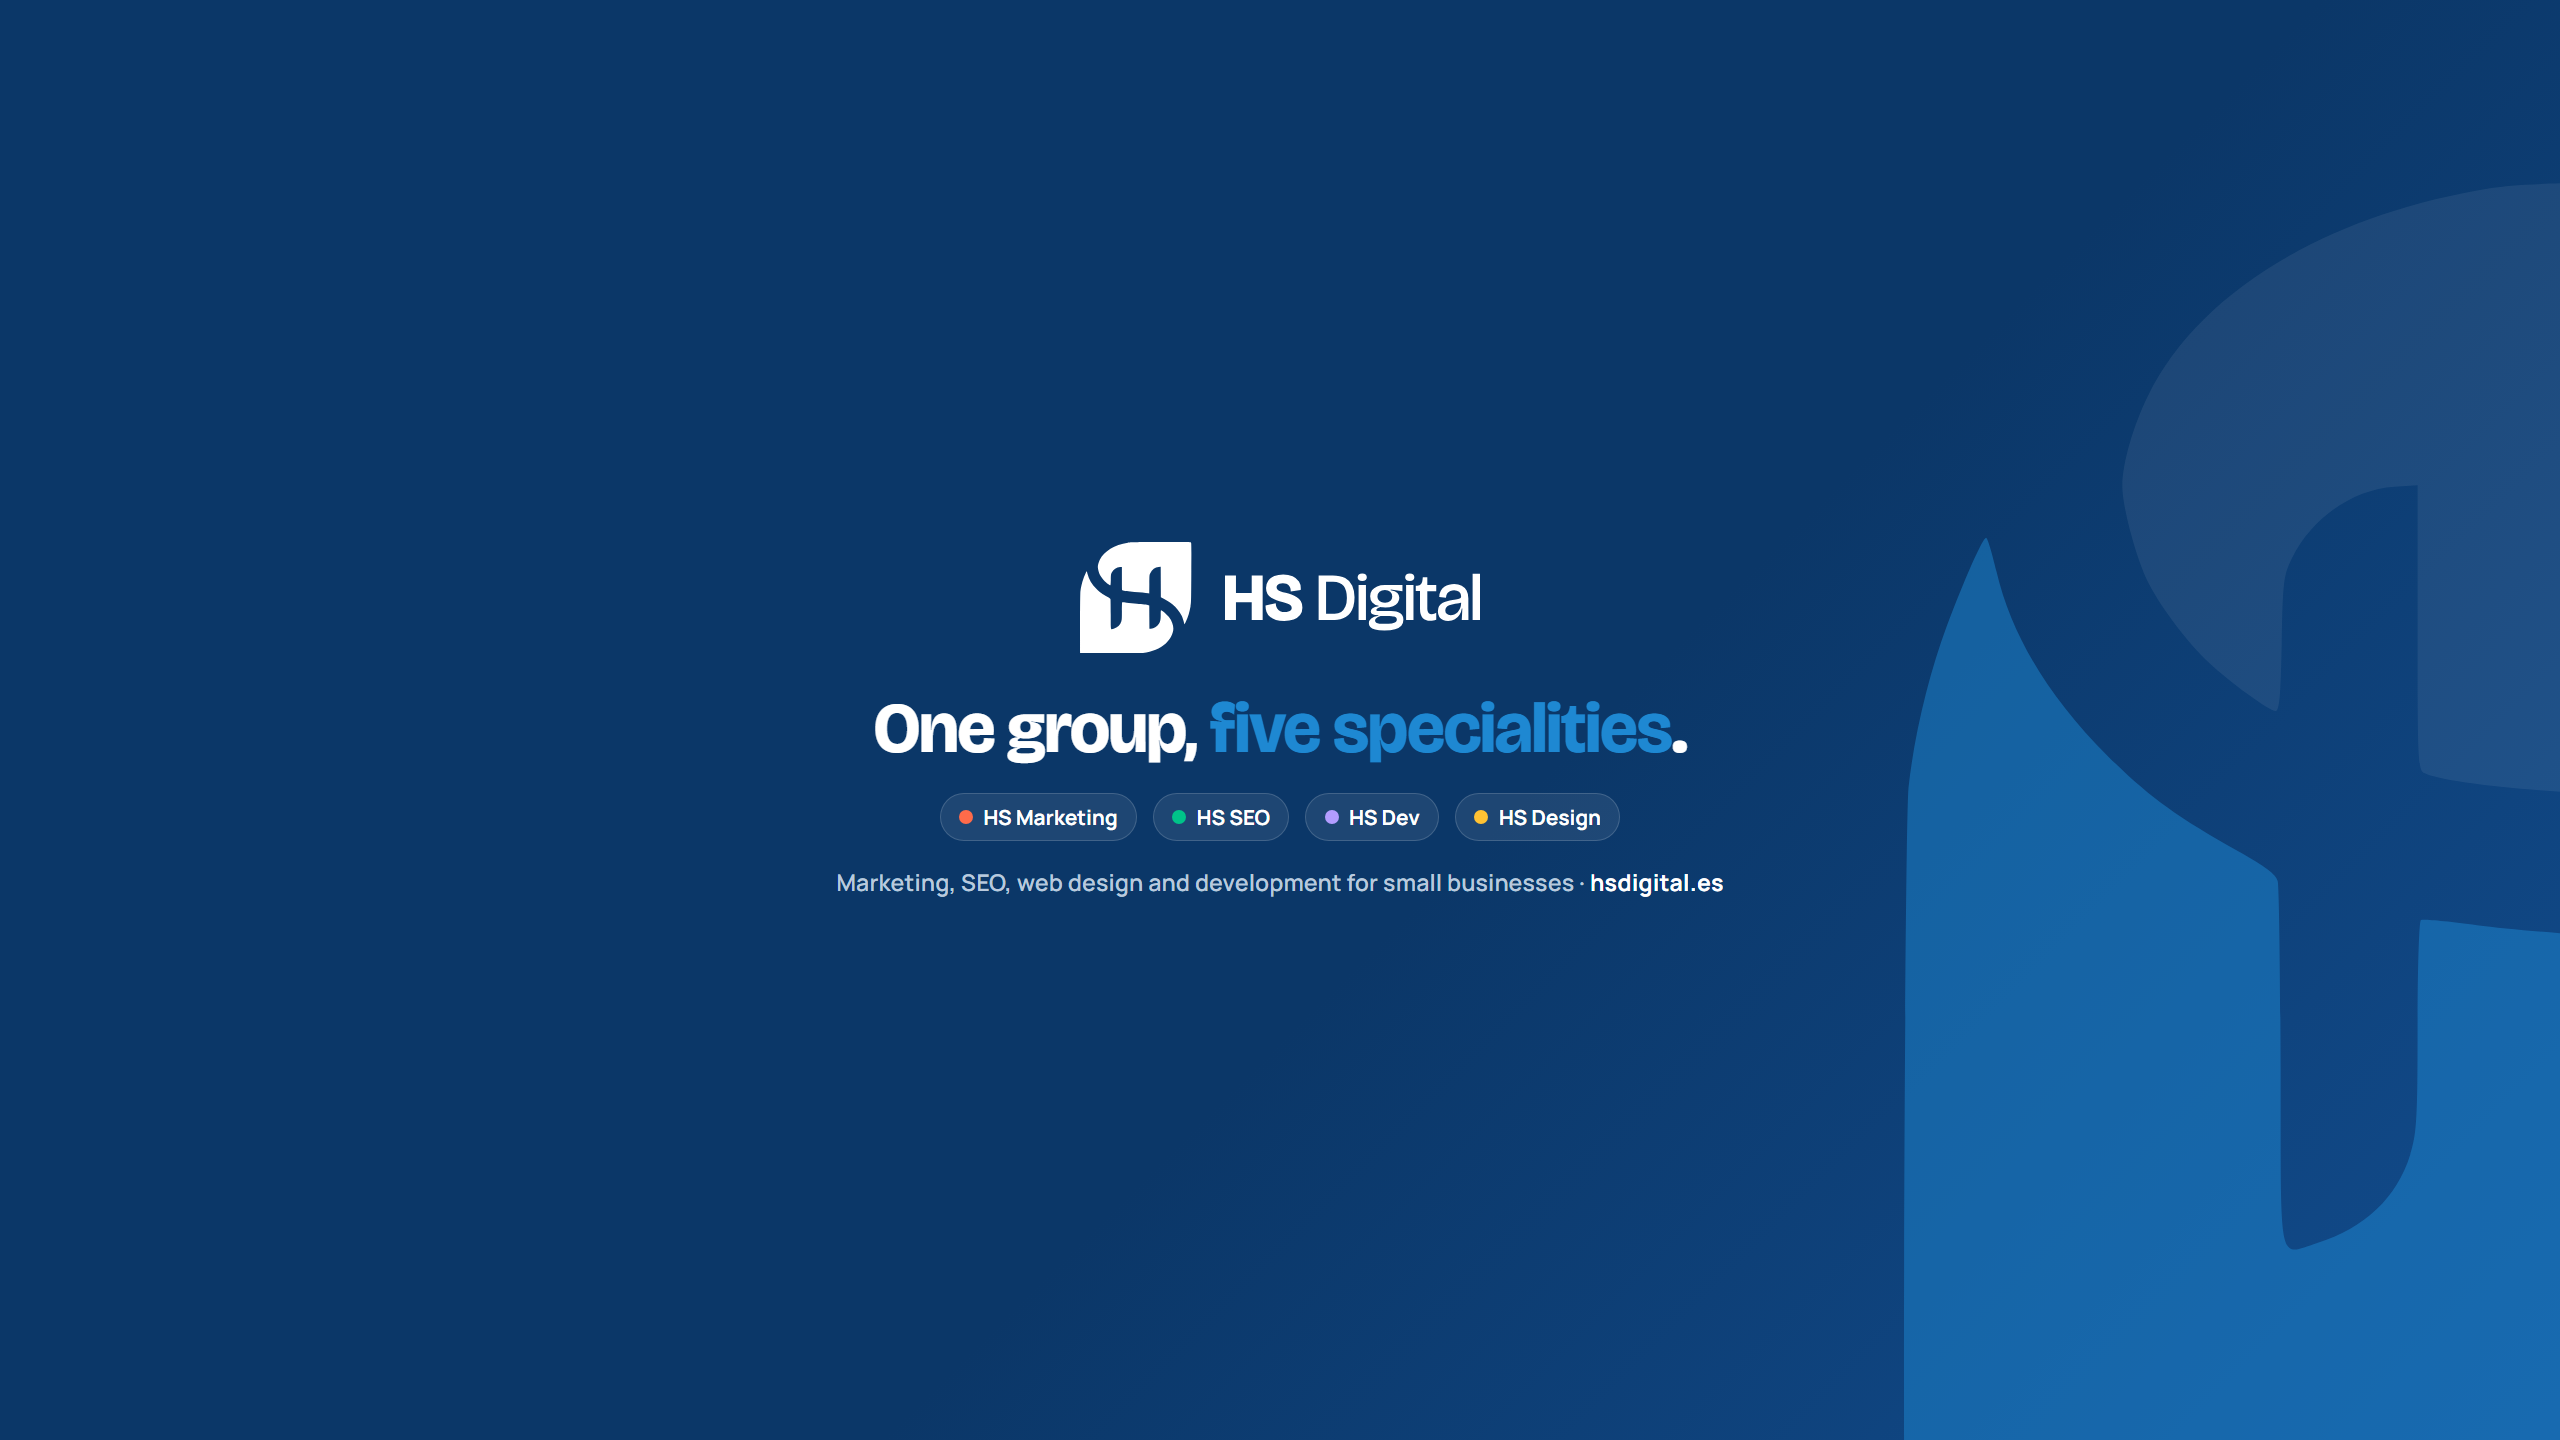 HS Digital
One group, five specialities.
HS Marketing HS SEO HS Dev HS Design
Marketing, SEO, web design and development for small businesses · hsdigital.es